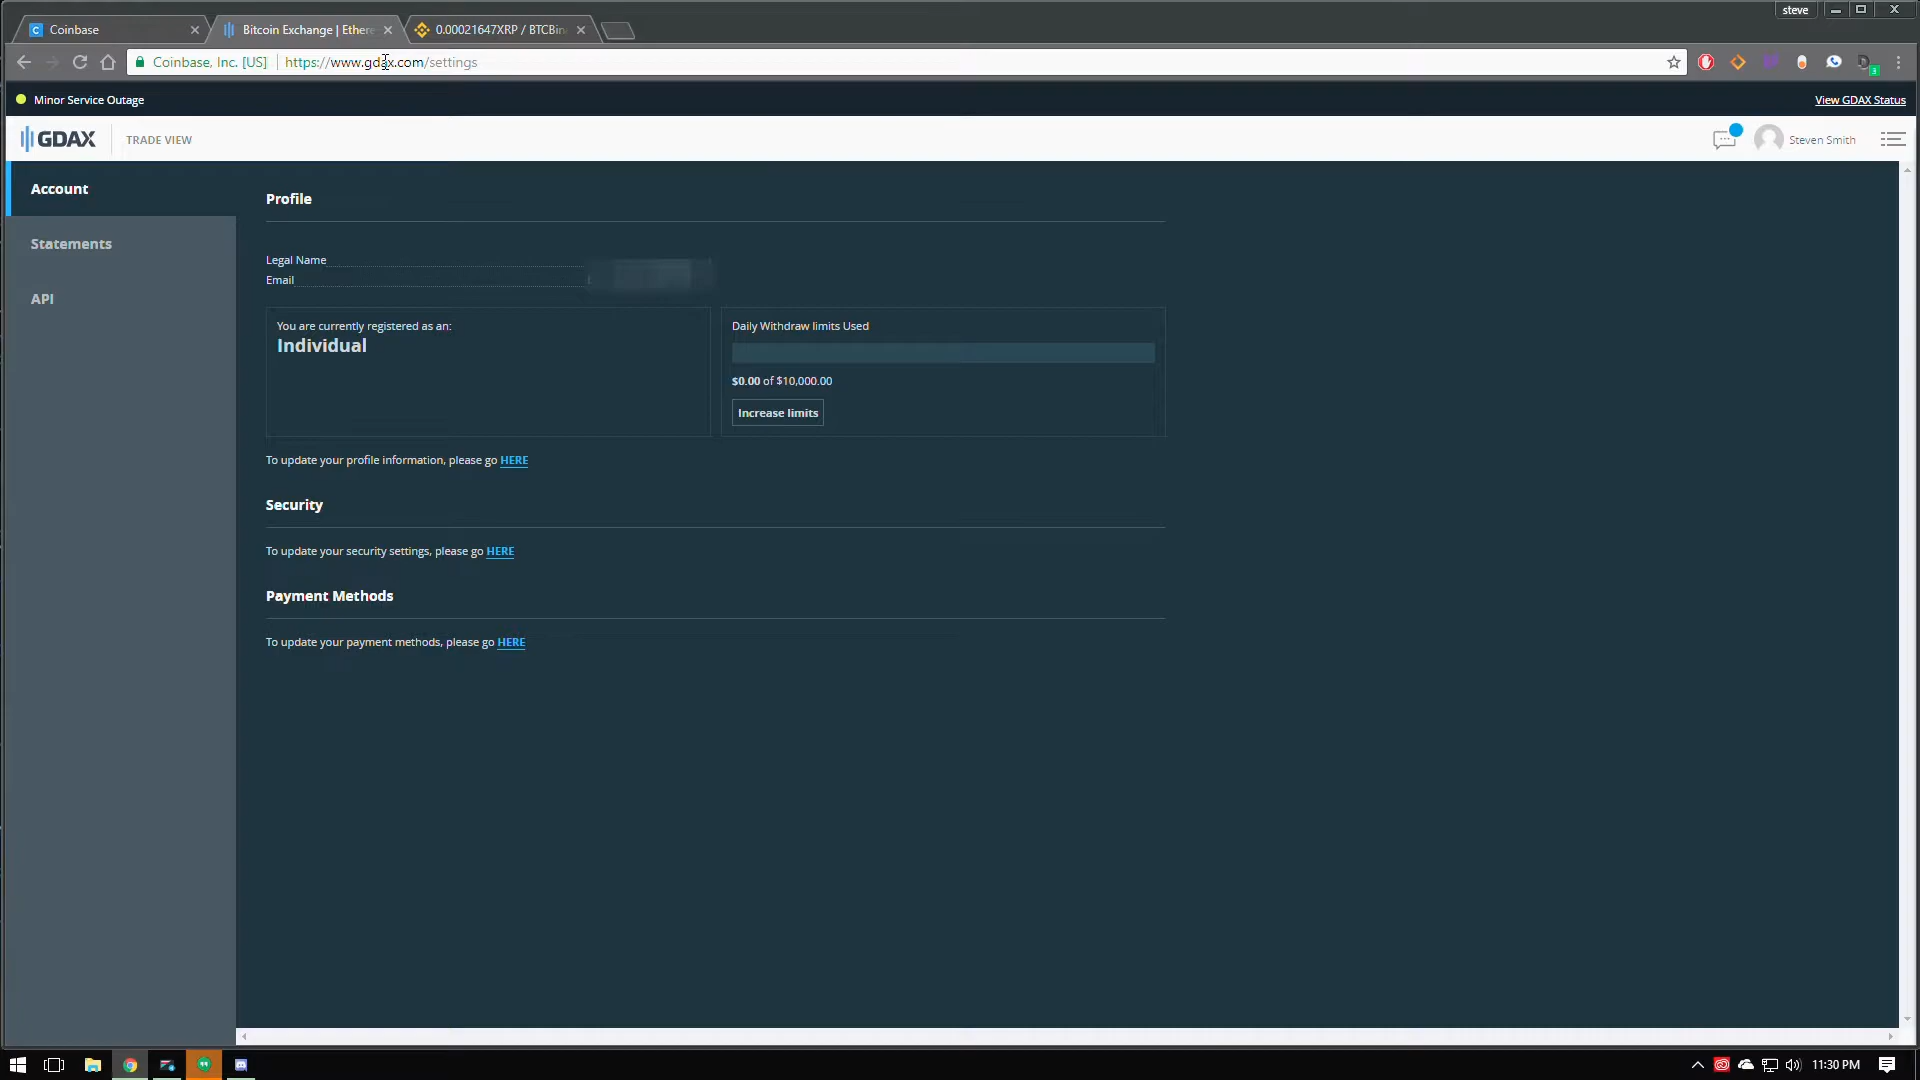 steve
Coinbase
Bitcoin Exchange | Ethere
0.00021647XRP / BTCBin
Coinbase, Inc. [US]
https://www.gdax.com/settings
3
Minor Service Outage
View GDAX Status
GDAX
TRADE VIEW
Steven Smith
Account
Statements
API
Profile
Legal Name
Email
You are currently registered as an:
Individual
Daily Withdraw limits Used
$0.00 of $10,000.00
Increase limits
To update your profile information, please go HERE
Security
To update your security settings, please go HERE
Payment Methods
To update your payment methods, please go HERE
11:30 PM